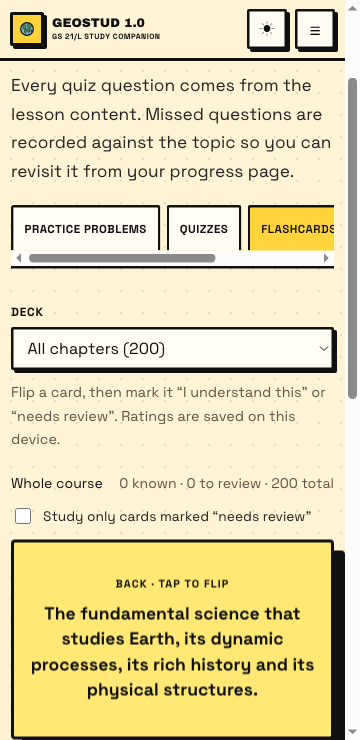 GEOSTUD 1.0
GS 21/L STUDY COMPANION
Every quiz question comes from the
lesson content. Missed questions are
recorded against the topic so you can
revisit it from your progress page.
PRACTICE PROBLEMS QUIZZES FLASHCARDS
DECK
All chapters (200)
Flip a card, then mark it “I understand this” or
“needs review”. Ratings are saved on this
device.
Whole course 0 known · 0 to review · 200 total
Study only cards marked “needs review”
BACK · TAP TO FLIP
The fundamental science that
studies Earth, its dynamic
processes, its rich history and its
physical structures.